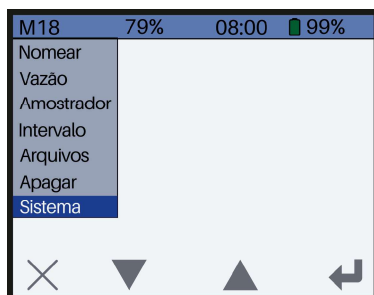 M18 79% 08:00 99%
Nomear
Vazão
Amostrador
Intervalo
Arquivos
Apagar
Sistema